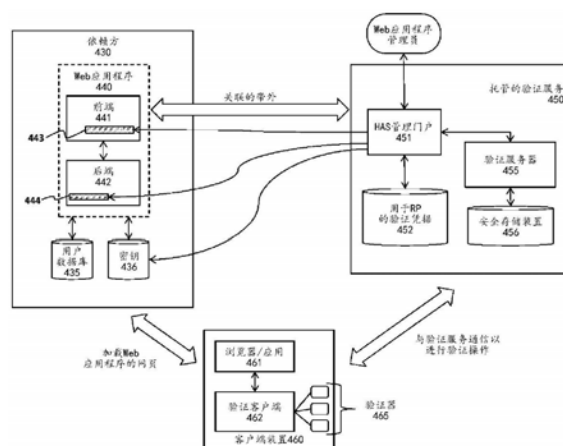 依赖方
430
Web应用程序
440
前端
441
443
后端
442
444
用户
数据库
435
密钥
436
关联的带外
Web应用程序
管理员
托管的验证服务
450
HAS管理门户
451
验证服务器
455
用于RP
的验证凭据
452
安全存储装置
456
加载Web
应用程序的网页
与验证服务通信以
进行验证操作
浏览器/应用
461
验证客户端
462
验证器
465
客户端装置460